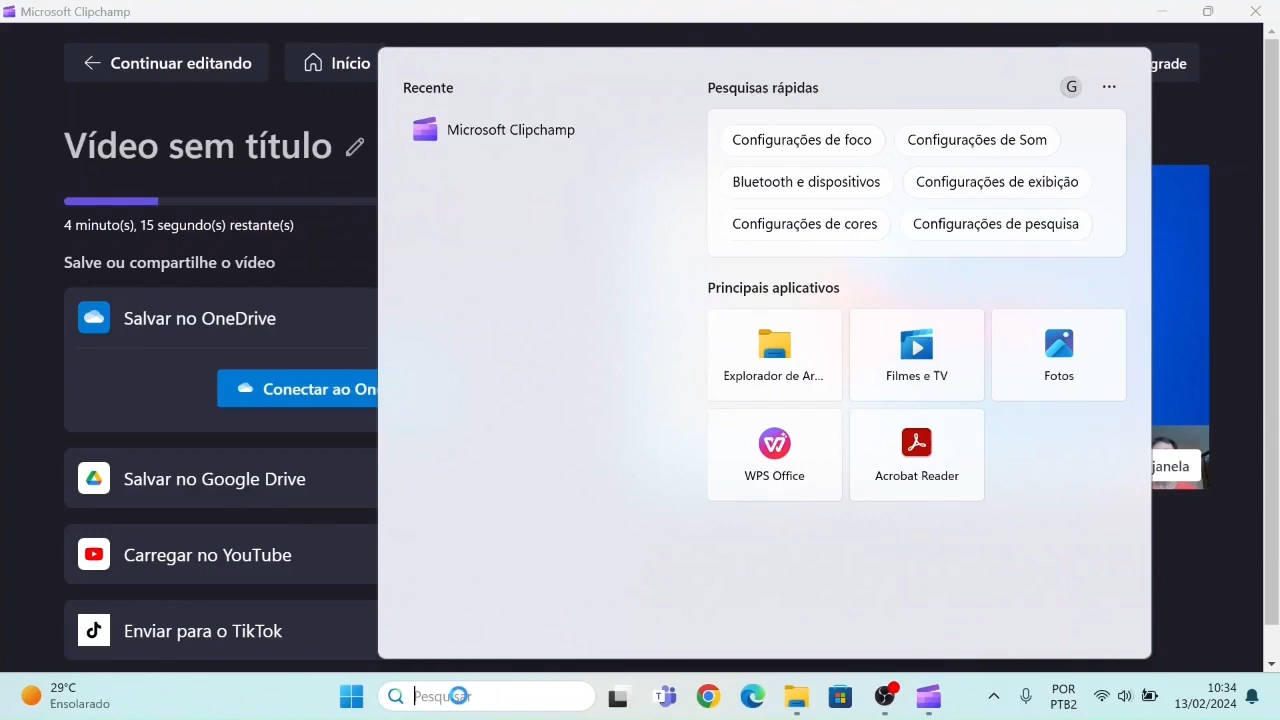 Microsoft Clipchamp
Continuar editando
Início
grade
Vídeo sem título
4 minuto(s), 15 segundo(s) restante(s)
Salve ou compartilhe o vídeo
Salvar no OneDrive
Conectar ao On
Salvar no Google Drive
Carregar no YouTube
Enviar para o TikTok
janela
Recente
Microsoft Clipchamp
Pesquisas rápidas
G
Configurações de foco
Configurações de Som
Bluetooth e dispositivos
Configurações de exibição
Configurações de cores
Configurações de pesquisa
Principais aplicativos
Explorador de Ar...
Filmes e TV
Fotos
WPS Office
Acrobat Reader
29°C
Ensolarado
Pesquisar
POR
PTB2
10:34
13/02/2024